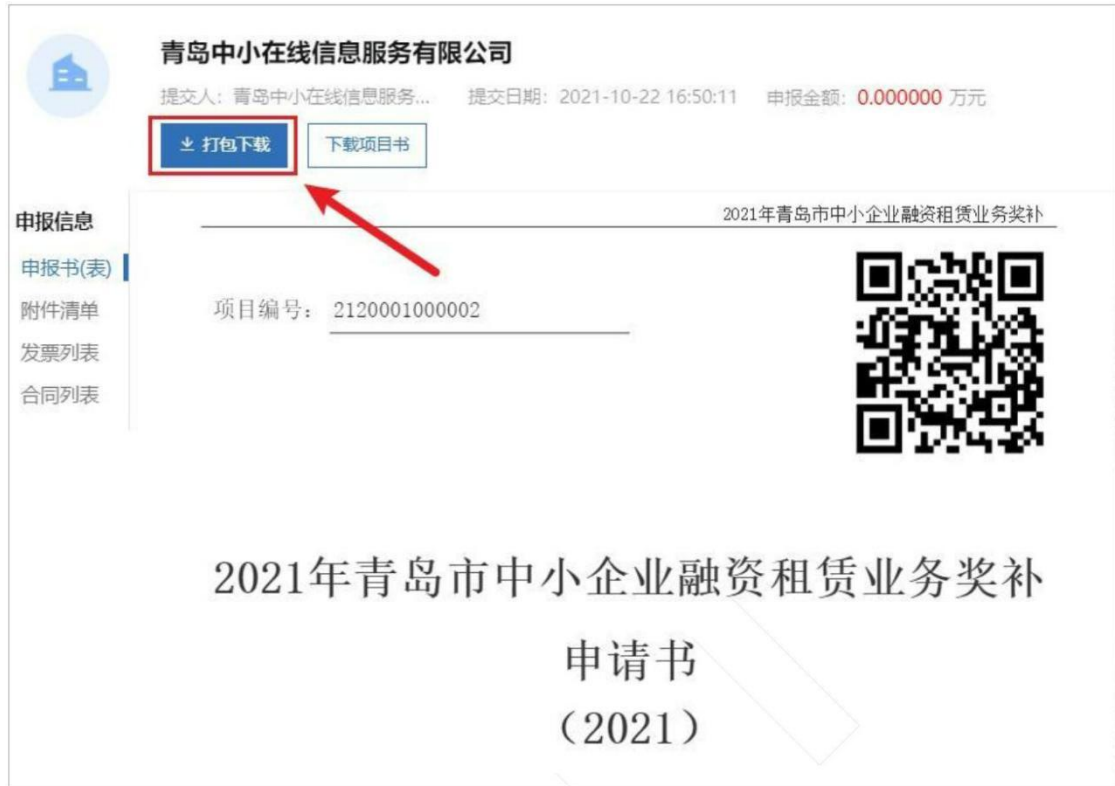 青岛中小在线信息服务有限公司
提交人：青岛中小在线信息服务... 提交日期：2021-10-22 16:50:11 申报金额：0.000000 万元
打包下载 下载项目书
申报信息
申报书(表)
附件清单
发票列表
合同列表
2021年青岛市中小企业融资租赁业务奖补
项目编号： 2120001000002
2021年青岛市中小企业融资租赁业务奖补
申请书
（2021）